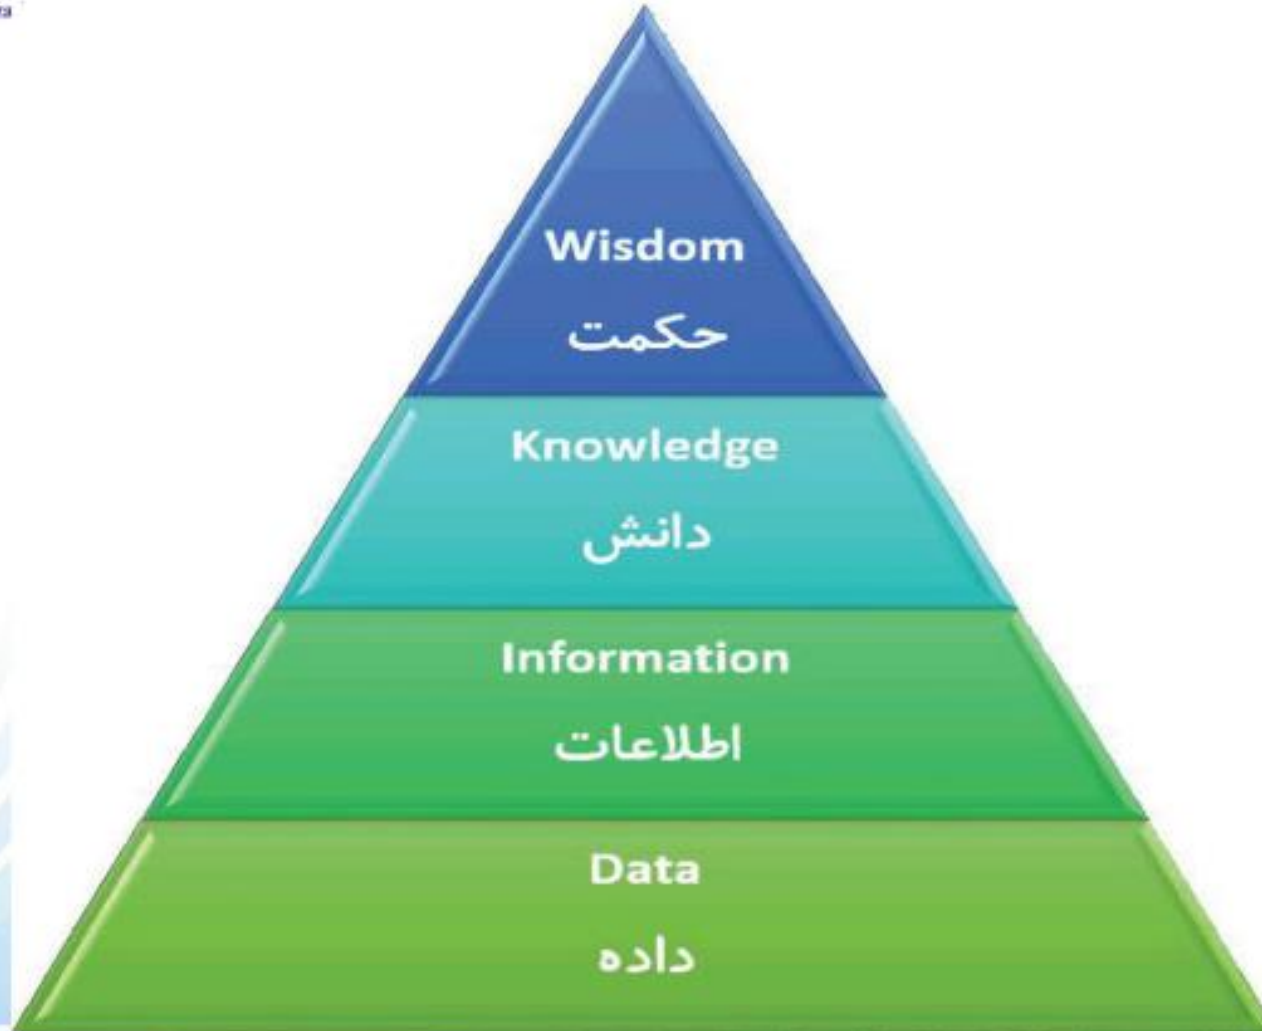 Wisdom
حکمت
Knowledge
دانش
Information
اطلاعات
Data
داده